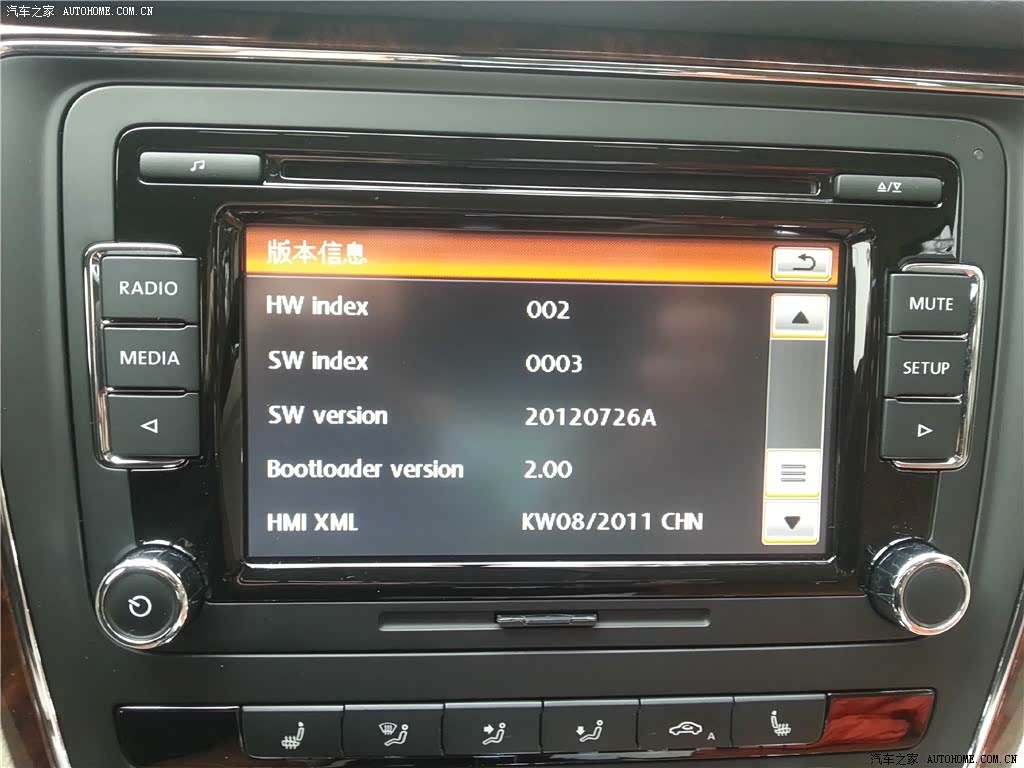 汽车之家 AUTOHOME.COM.CN
版本信息
RADIO
MEDIA
HW index 002
SW index 0003
SW version 20120726A
Bootloader version 2.00
HMI XML KW08/2011 CHN
MUTE
SETUP
A
汽车之家 AUTOHOME.COM.CN